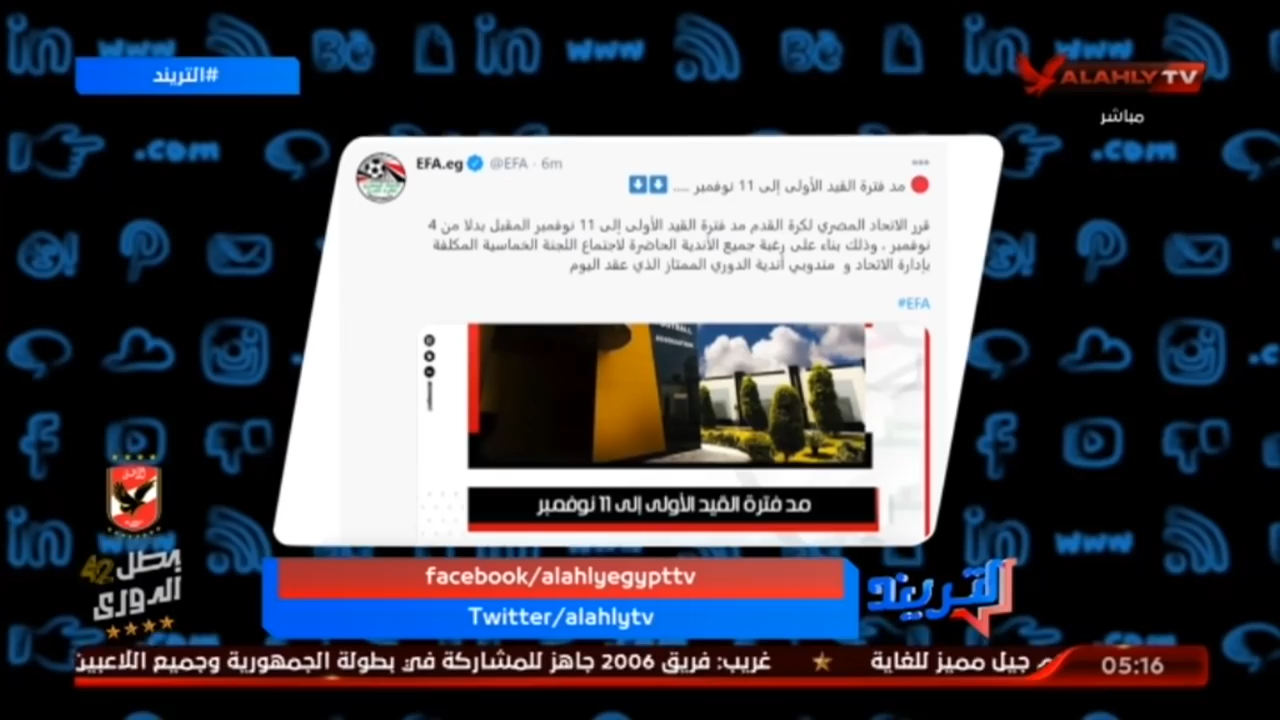 #التريند
ALAHLY TV
مباشر
EFA.eg @EFA · 6m
مد فترة القيد الأولى إلى 11 نوفمبر ....
قرر الاتحاد المصري لكرة القدم مد فترة القيد الأولى إلى 11 نوفمبر المقبل بدلا من 4
نوفمبر ، وذلك بناء على رغبة جميع الأندية الحاضرة لاجتماع اللجنة الخماسية المكلفة
بإدارة الاتحاد و مندوبي أندية الدوري الممتاز الذي عقد اليوم
#EFA
مد فترة القيد الأولى إلى 11 نوفمبر
بطل 42
الدورى
facebook/alahlyegypttv
Twitter/alahlytv
التريند
جيل مميز للغاية ★ غريب: فريق 2006 جاهز للمشاركة في بطولة الجمهورية وجميع اللاعبين
05:16